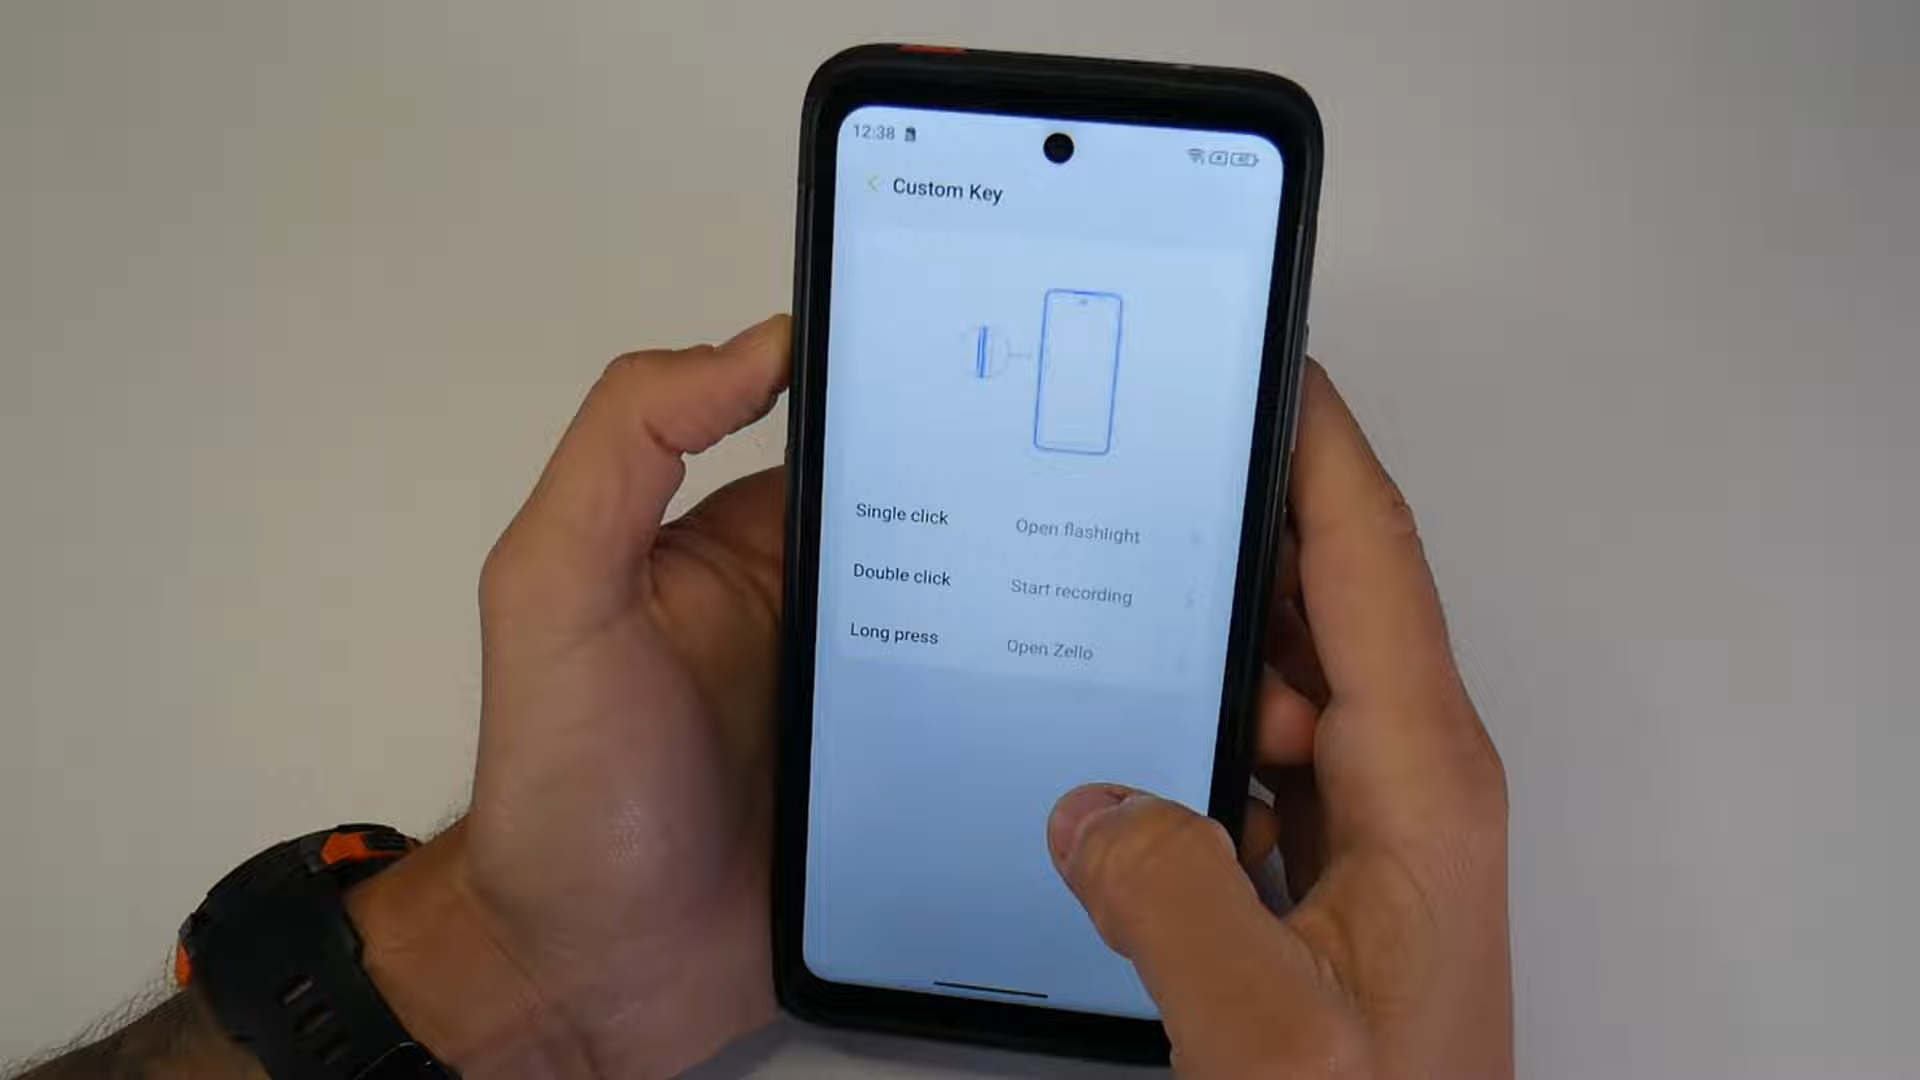 12:38
Custom Key
Single click Open flashlight
Double click Start recording
Long press Open Zello